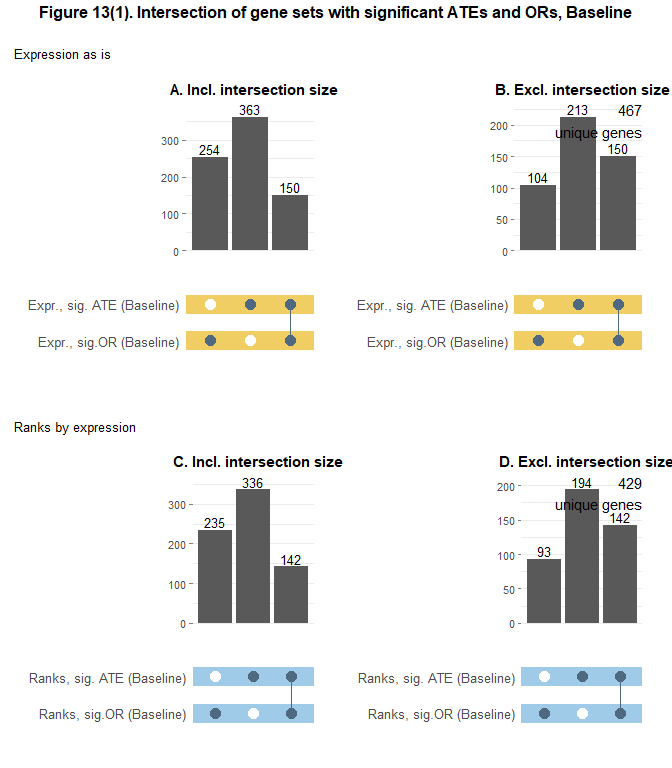 Figure 13(1). Intersection of gene sets with significant ATEs and ORs, Baseline
Expression as is
A. Incl. intersection size
363
254
150
300
200
100
0
Expr., sig. ATE (Baseline)
Expr., sig.OR (Baseline)
B. Excl. intersection size
213
467
unique genes
150
104
200
150
100
50
0
Expr., sig. ATE (Baseline)
Expr., sig.OR (Baseline)
Ranks by expression
C. Incl. intersection size
336
235
142
300
200
100
0
Ranks, sig. ATE (Baseline)
Ranks, sig.OR (Baseline)
D. Excl. intersection size
194
429
unique genes
142
93
200
150
100
50
0
Ranks, sig. ATE (Baseline)
Ranks, sig.OR (Baseline)